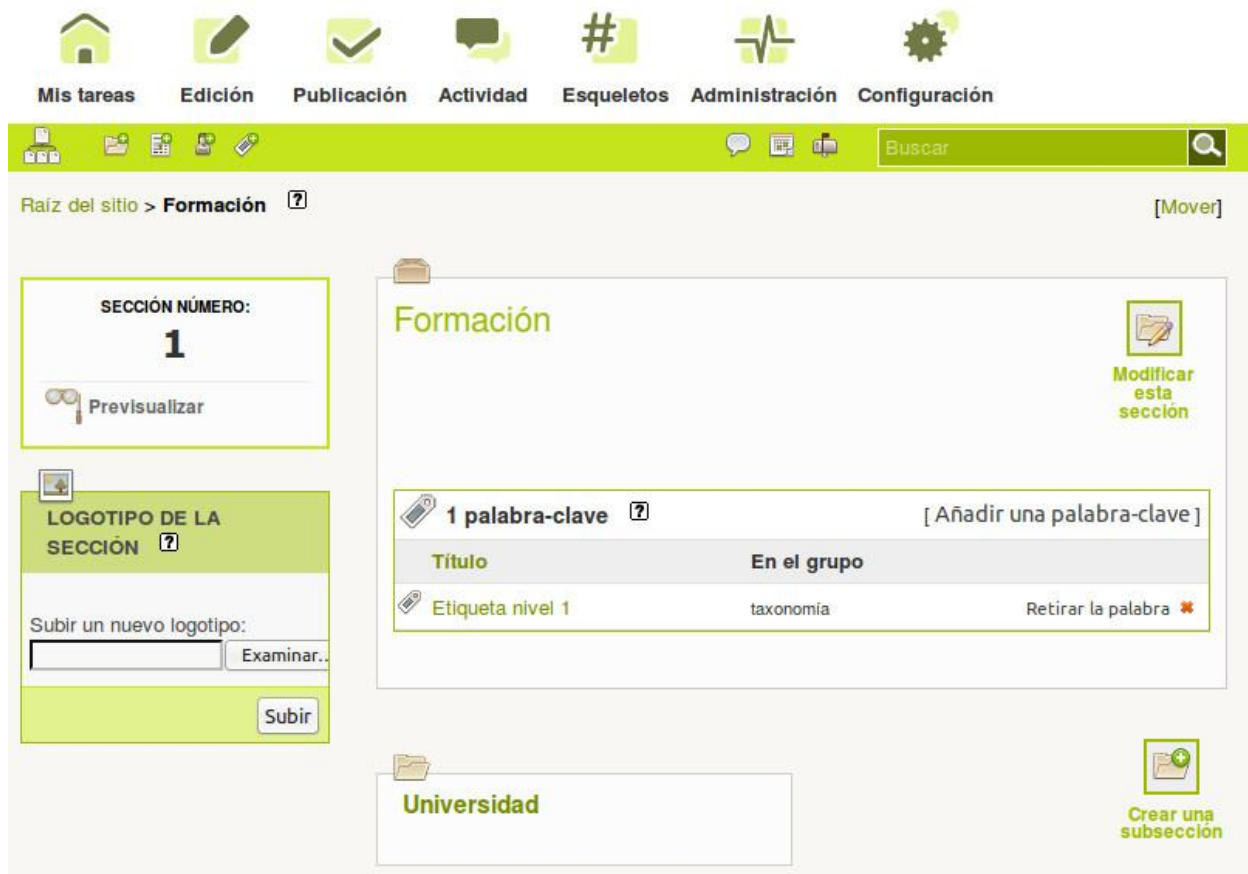 Mis tareas Edición Publicación Actividad Esqueletos Administración Configuración
Buscar
Raíz del sitio > Formación ? [Mover]
SECCIÓN NÚMERO:
1
Previsualizar
LOGOTIPO DE LA
SECCIÓN ?
Subir un nuevo logotipo:
Examinar..
Subir
Formación
Modificar
esta
sección
1 palabra-clave ? [ Añadir una palabra-clave ]
Título En el grupo
Etiqueta nivel 1 taxonomía Retirar la palabra
Universidad
Crear una
subsección